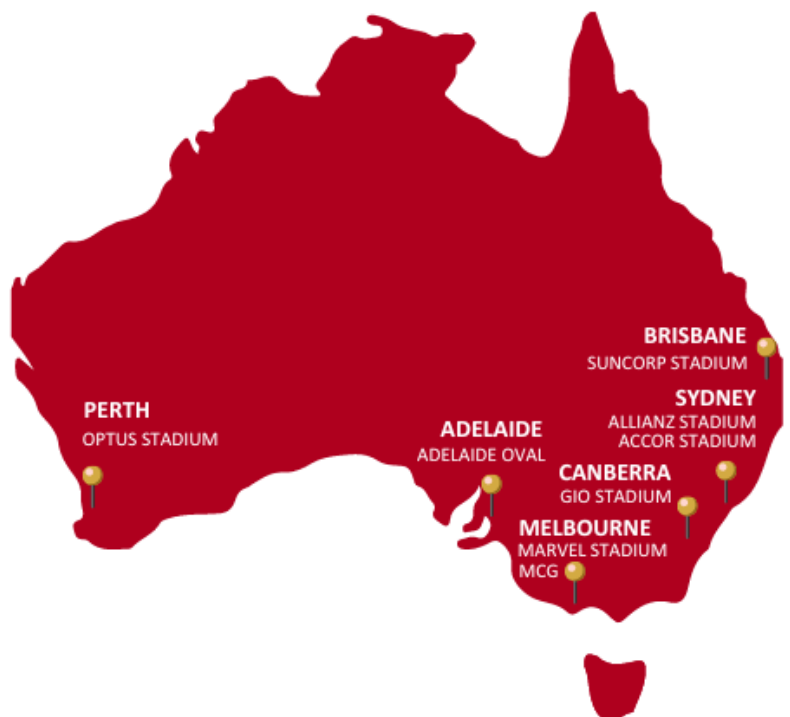 BRISBANE
SUNCORP STADIUM
SYDNEY
ALLIANZ STADIUM
ACCOR STADIUM
PERTH
OPTUS STADIUM
ADELAIDE
ADELAIDE OVAL
CANBERRA
GIO STADIUM
MELBOURNE
MARVEL STADIUM
MCG